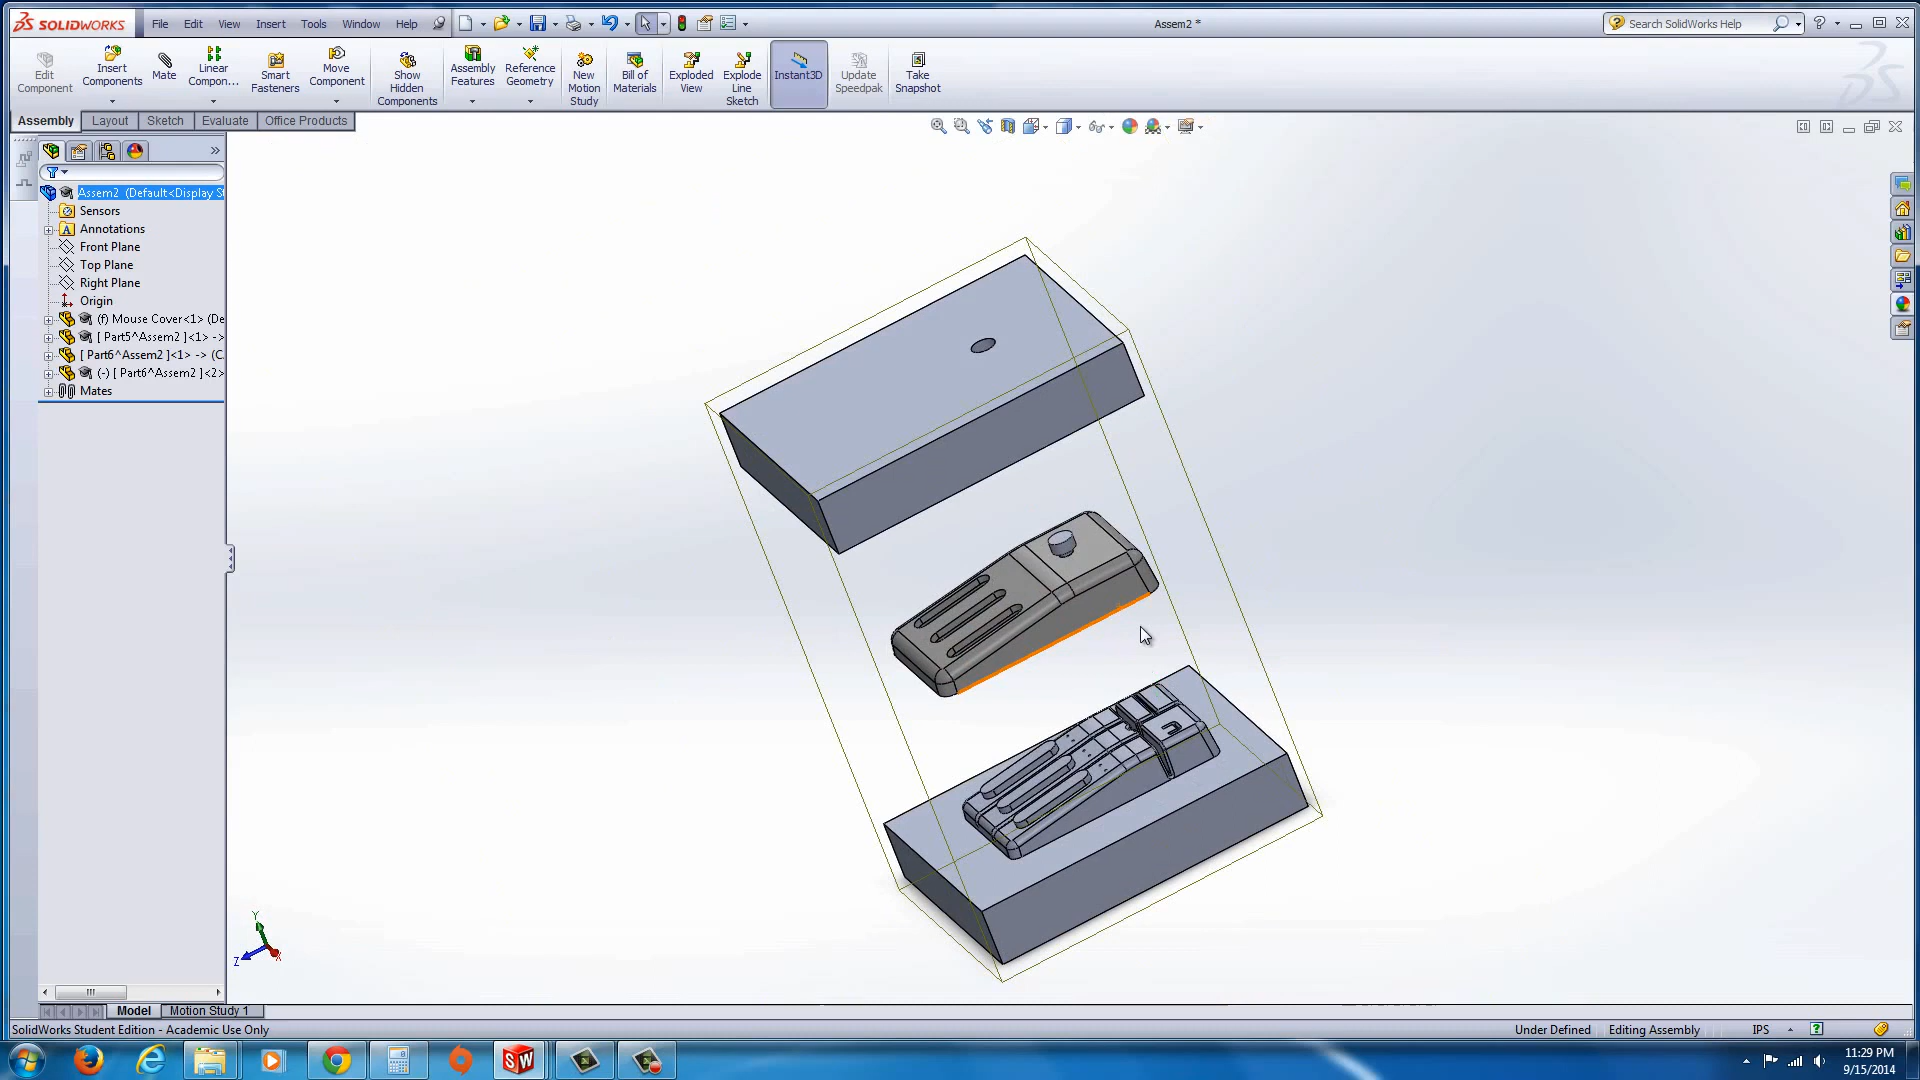 SOLIDWORKS File Edit View Insert Tools Window Help Assem2 * Search SolidWorks Help
Edit Component Insert Components Mate Linear Compon... Smart Fasteners Move Component Show Hidden Components Assembly Features Reference Geometry New Motion Study Bill of Materials Exploded View Explode Line Sketch Instant3D Update Speedpak Take Snapshot
Assembly Layout Sketch Evaluate Office Products
Assem2 (Default<Display S
Sensors
Annotations
Front Plane
Top Plane
Right Plane
Origin
(f) Mouse Cover<1> (De
[ Part5^Assem2 ]<1> ->
[ Part6^Assem2 ]<1> -> (C
(-) [ Part6^Assem2 ]<2>
Mates
Y
Z
X
Model Motion Study 1
SolidWorks Student Edition - Academic Use Only Under Defined Editing Assembly IPS
11:29 PM
9/15/2014